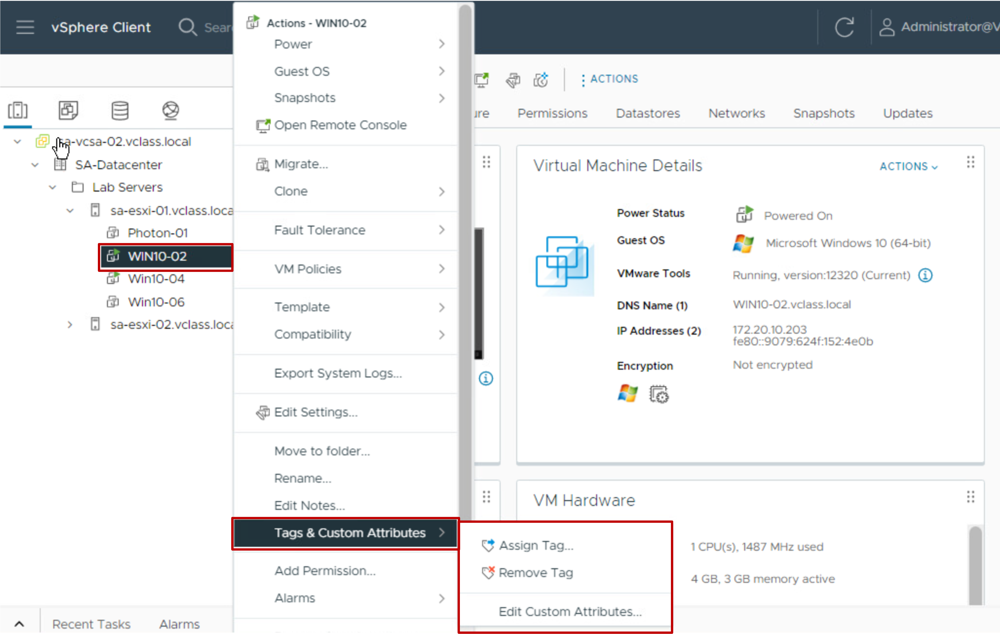 vSphere Client
Administrator@V
ACTIONS
Permissions
Datastores
Networks
Snapshots
Updates
sa-vcsa-02.vclass.local
SA-Datacenter
Lab Servers
sa-esxi-01.vclass.loca
Photon-01
WIN10-02
Win10-04
Win10-06
sa-esxi-02.vclass.loc
Actions - WIN10-02
Power
Guest OS
Snapshots
Open Remote Console
Migrate...
Clone
Fault Tolerance
VM Policies
Template
Compatibility
Export System Logs...
Edit Settings...
Move to folder...
Rename...
Edit Notes...
Tags & Custom Attributes
Add Permission...
Alarms
Assign Tag...
Remove Tag
Edit Custom Attributes...
Virtual Machine Details
ACTIONS
Power Status Powered On
Guest OS Microsoft Windows 10 (64-bit)
VMware Tools Running, version:12320 (Current)
DNS Name (1) WIN10-02.vclass.local
IP Addresses (2) 172.20.10.203
fe80::9079:624f:152:4e0b
Encryption Not encrypted
VM Hardware
1 CPU(s), 1487 MHz used
4 GB, 3 GB memory active
Recent Tasks
Alarms